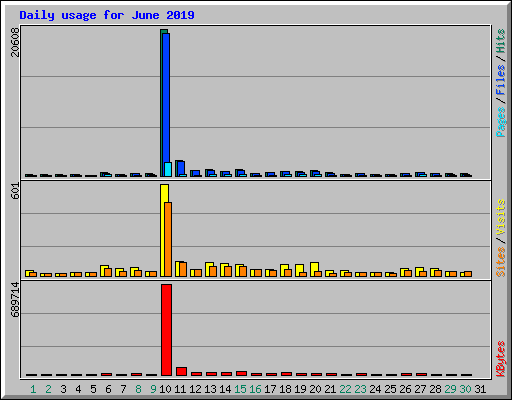 Daily usage for June 2019
20608
Pages / Files / Hits
601
Sites / Visits
689714
KBytes
1 2 3 4 5 6 7 8 9 10 11 12 13 14 15 16 17 18 19 20 21 22 23 24 25 26 27 28 29 30 31